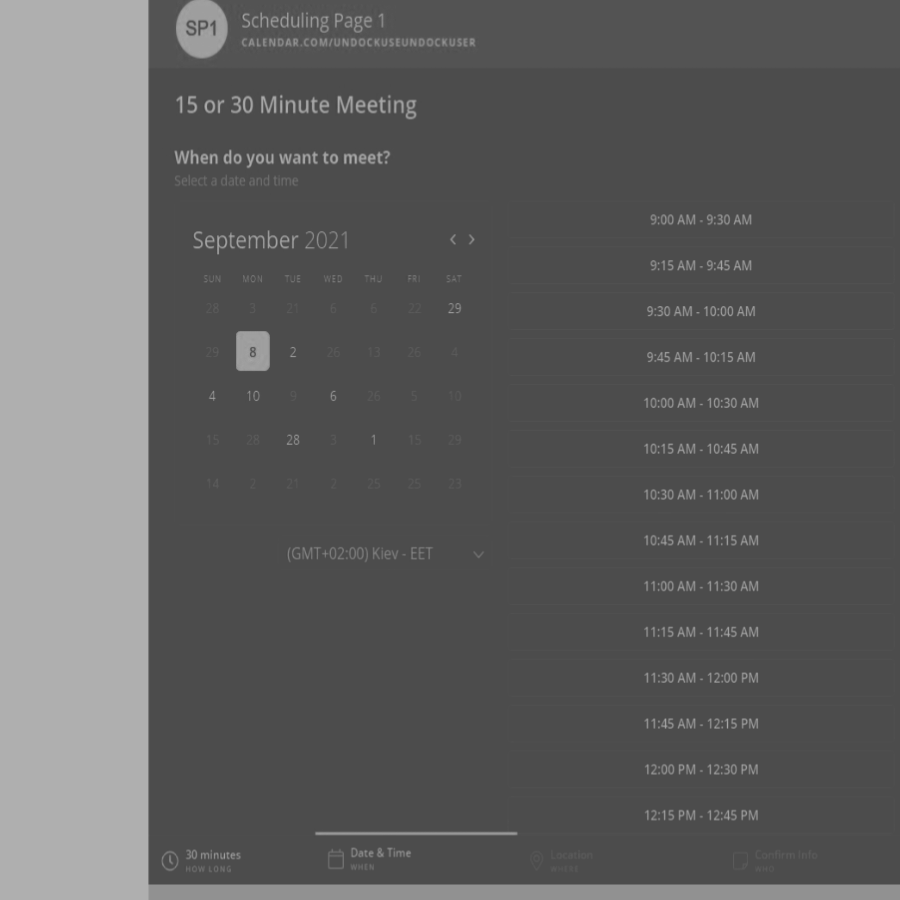 SP1
Scheduling Page 1
CALENDAR.COM/UNDOCKUSEUNDOCKUSER
15 or 30 Minute Meeting
When do you want to meet?
Select a date and time
September 2021
SUN MON TUE WED THU FRI SAT
28 3 21 6 6 22 29
29 8 2 26 13 26 4
4 10 9 6 26 5 10
15 28 28 3 1 15 29
14 2 21 2 25 25 23
(GMT+02:00) Kiev - EET
9:00 AM - 9:30 AM
9:15 AM - 9:45 AM
9:30 AM - 10:00 AM
9:45 AM - 10:15 AM
10:00 AM - 10:30 AM
10:15 AM - 10:45 AM
10:30 AM - 11:00 AM
10:45 AM - 11:15 AM
11:00 AM - 11:30 AM
11:15 AM - 11:45 AM
11:30 AM - 12:00 PM
11:45 AM - 12:15 PM
12:00 PM - 12:30 PM
12:15 PM - 12:45 PM
30 minutes
HOW LONG
Date & Time
WHEN
Location
WHERE
Confirm Info
WHO